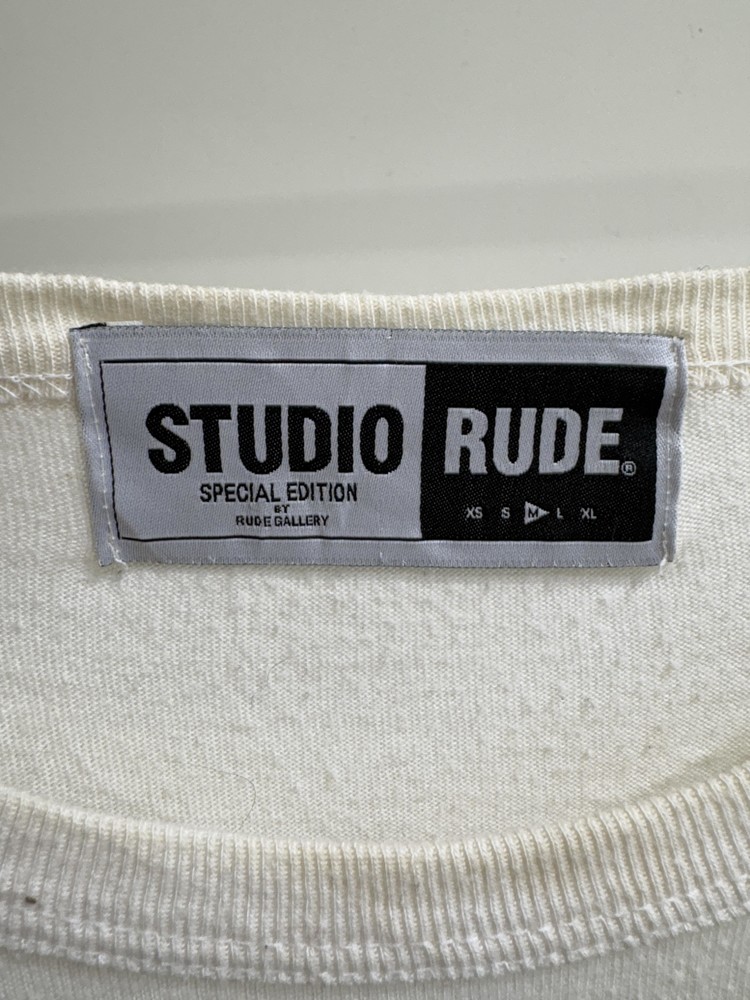 STUDIO RUDE®
SPECIAL EDITION
BY
RUDE GALLERY
XS S M L XL